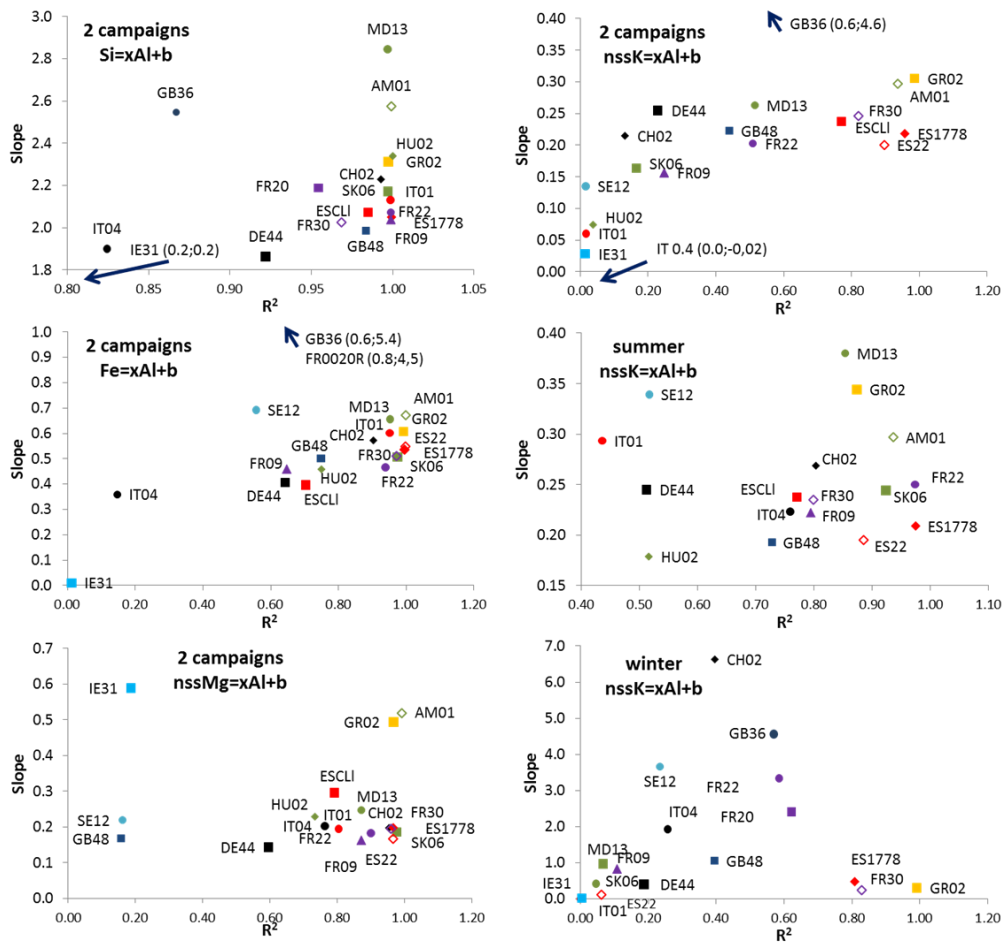 2 campaigns
Si=xAl+b
3.0
2.8
2.6
2.4
2.2
2.0
1.8
Slope
0.80
0.85
0.90
0.95
1.00
1.05
R²
MD13
GB36
AM01
HU02
GR02
CH02
FR20
SK06
IT01
ESCLl
FR22
FR30
ES1778
GB48
FR09
IT04
IE31 (0.2;0.2)
DE44
2 campaigns
nssK=xAl+b
0.40
0.35
0.30
0.25
0.20
0.15
0.10
0.05
0.00
Slope
0.00
0.20
0.40
0.60
0.80
1.00
1.20
R²
GB36 (0.6;4.6)
GR02
AM01
DE44
MD13
FR30
CH02
GB48
ESCLl
ES1778
FR22
ES22
SK06
FR09
SE12
HU02
IT01
IE31
IT 0.4 (0.0;-0,02)
2 campaigns
Fe=xAl+b
1.0
0.9
0.8
0.7
0.6
0.5
0.4
0.3
0.2
0.1
0.0
Slope
0.00
0.20
0.40
0.60
0.80
1.00
1.20
R²
GB36 (0.6;5.4)
FR0020R (0.8;4,5)
SE12
MD13
AM01
IT01
GR02
CH02
ES22
GB48
FR30
ES1778
FR09
HU02
SK06
FR22
DE44
ESCLl
IT04
IE31
summer
nssK=xAl+b
0.40
0.35
0.30
0.25
0.20
0.15
Slope
0.40
0.50
0.60
0.70
0.80
0.90
1.00
1.10
R²
MD13
SE12
GR02
IT01
AM01
CH02
DE44
ESCLl
FR30
SK06
FR22
IT04
FR09
ES1778
GB48
ES22
HU02
2 campaigns
nssMg=xAl+b
0.7
0.6
0.5
0.4
0.3
0.2
0.1
0.0
Slope
0.00
0.20
0.40
0.60
0.80
1.00
1.20
R²
IE31
AM01
GR02
ESCLl
HU02
MD13
SE12
IT04
IT01
CH02
FR30
GB48
FR22
ES1778
DE44
SK06
FR09
ES22
winter
nssK=xAl+b
7.0
6.0
5.0
4.0
3.0
2.0
1.0
0.0
Slope
0.00
0.20
0.40
0.60
0.80
1.00
1.20
R²
CH02
GB36
SE12
FR22
FR20
IT04
MD13
FR09
GB48
ES1778
IE31
SK06
DE44
FR30
GR02
IT01
ES22